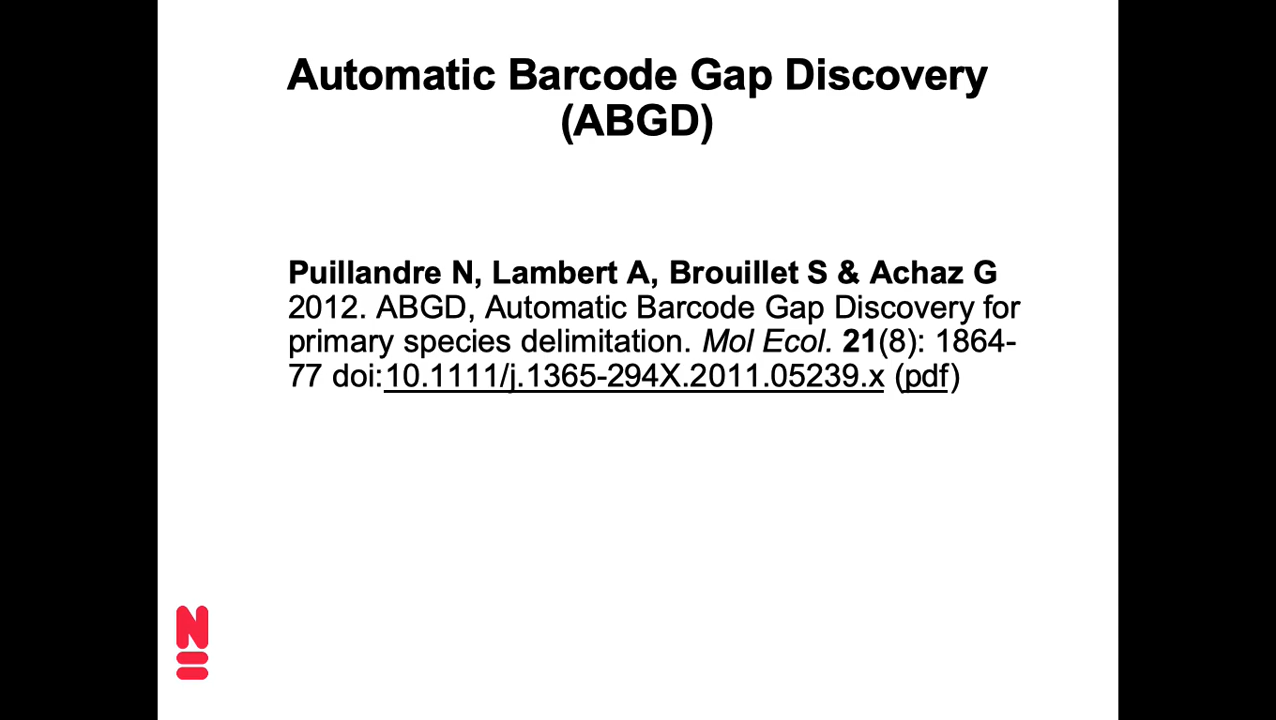 Automatic Barcode Gap Discovery
(ABGD)
Puillandre N, Lambert A, Brouillet S & Achaz G
2012. ABGD, Automatic Barcode Gap Discovery for
primary species delimitation. Mol Ecol. 21(8): 1864-
77 doi:10.1111/j.1365-294X.2011.05239.x (pdf)
N